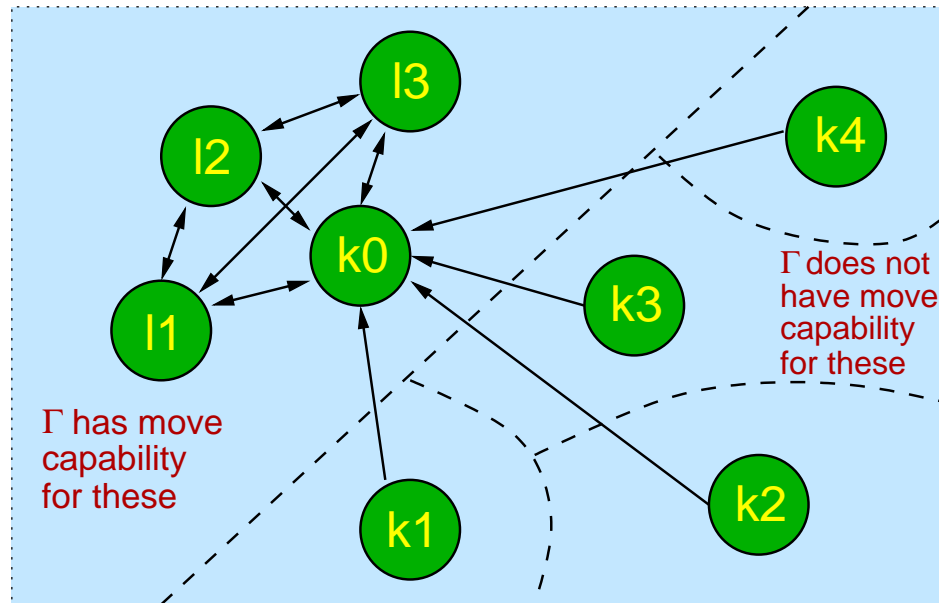 l3
k4
l2
k0
Γ does not
have move
capability
for these
k3
l1
Γ has move
capability
for these
k2
k1